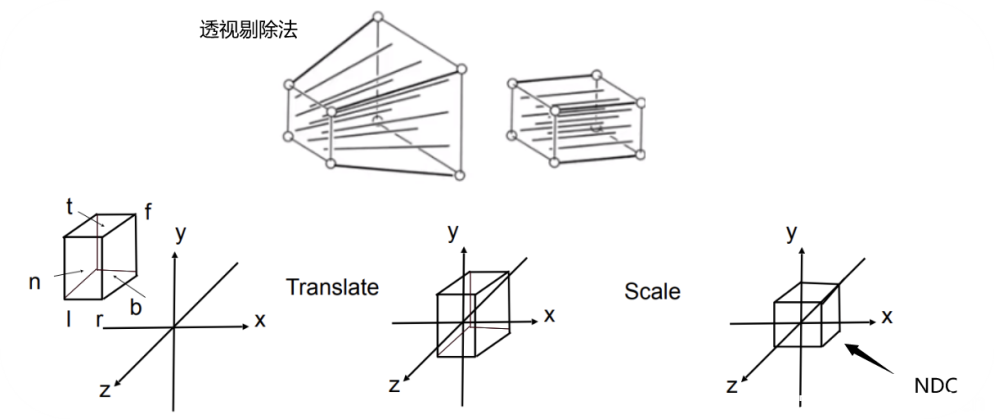 透视剔除法
t
f
n
b
l
r
y
x
z
Translate
y
x
z
Scale
y
x
z
NDC